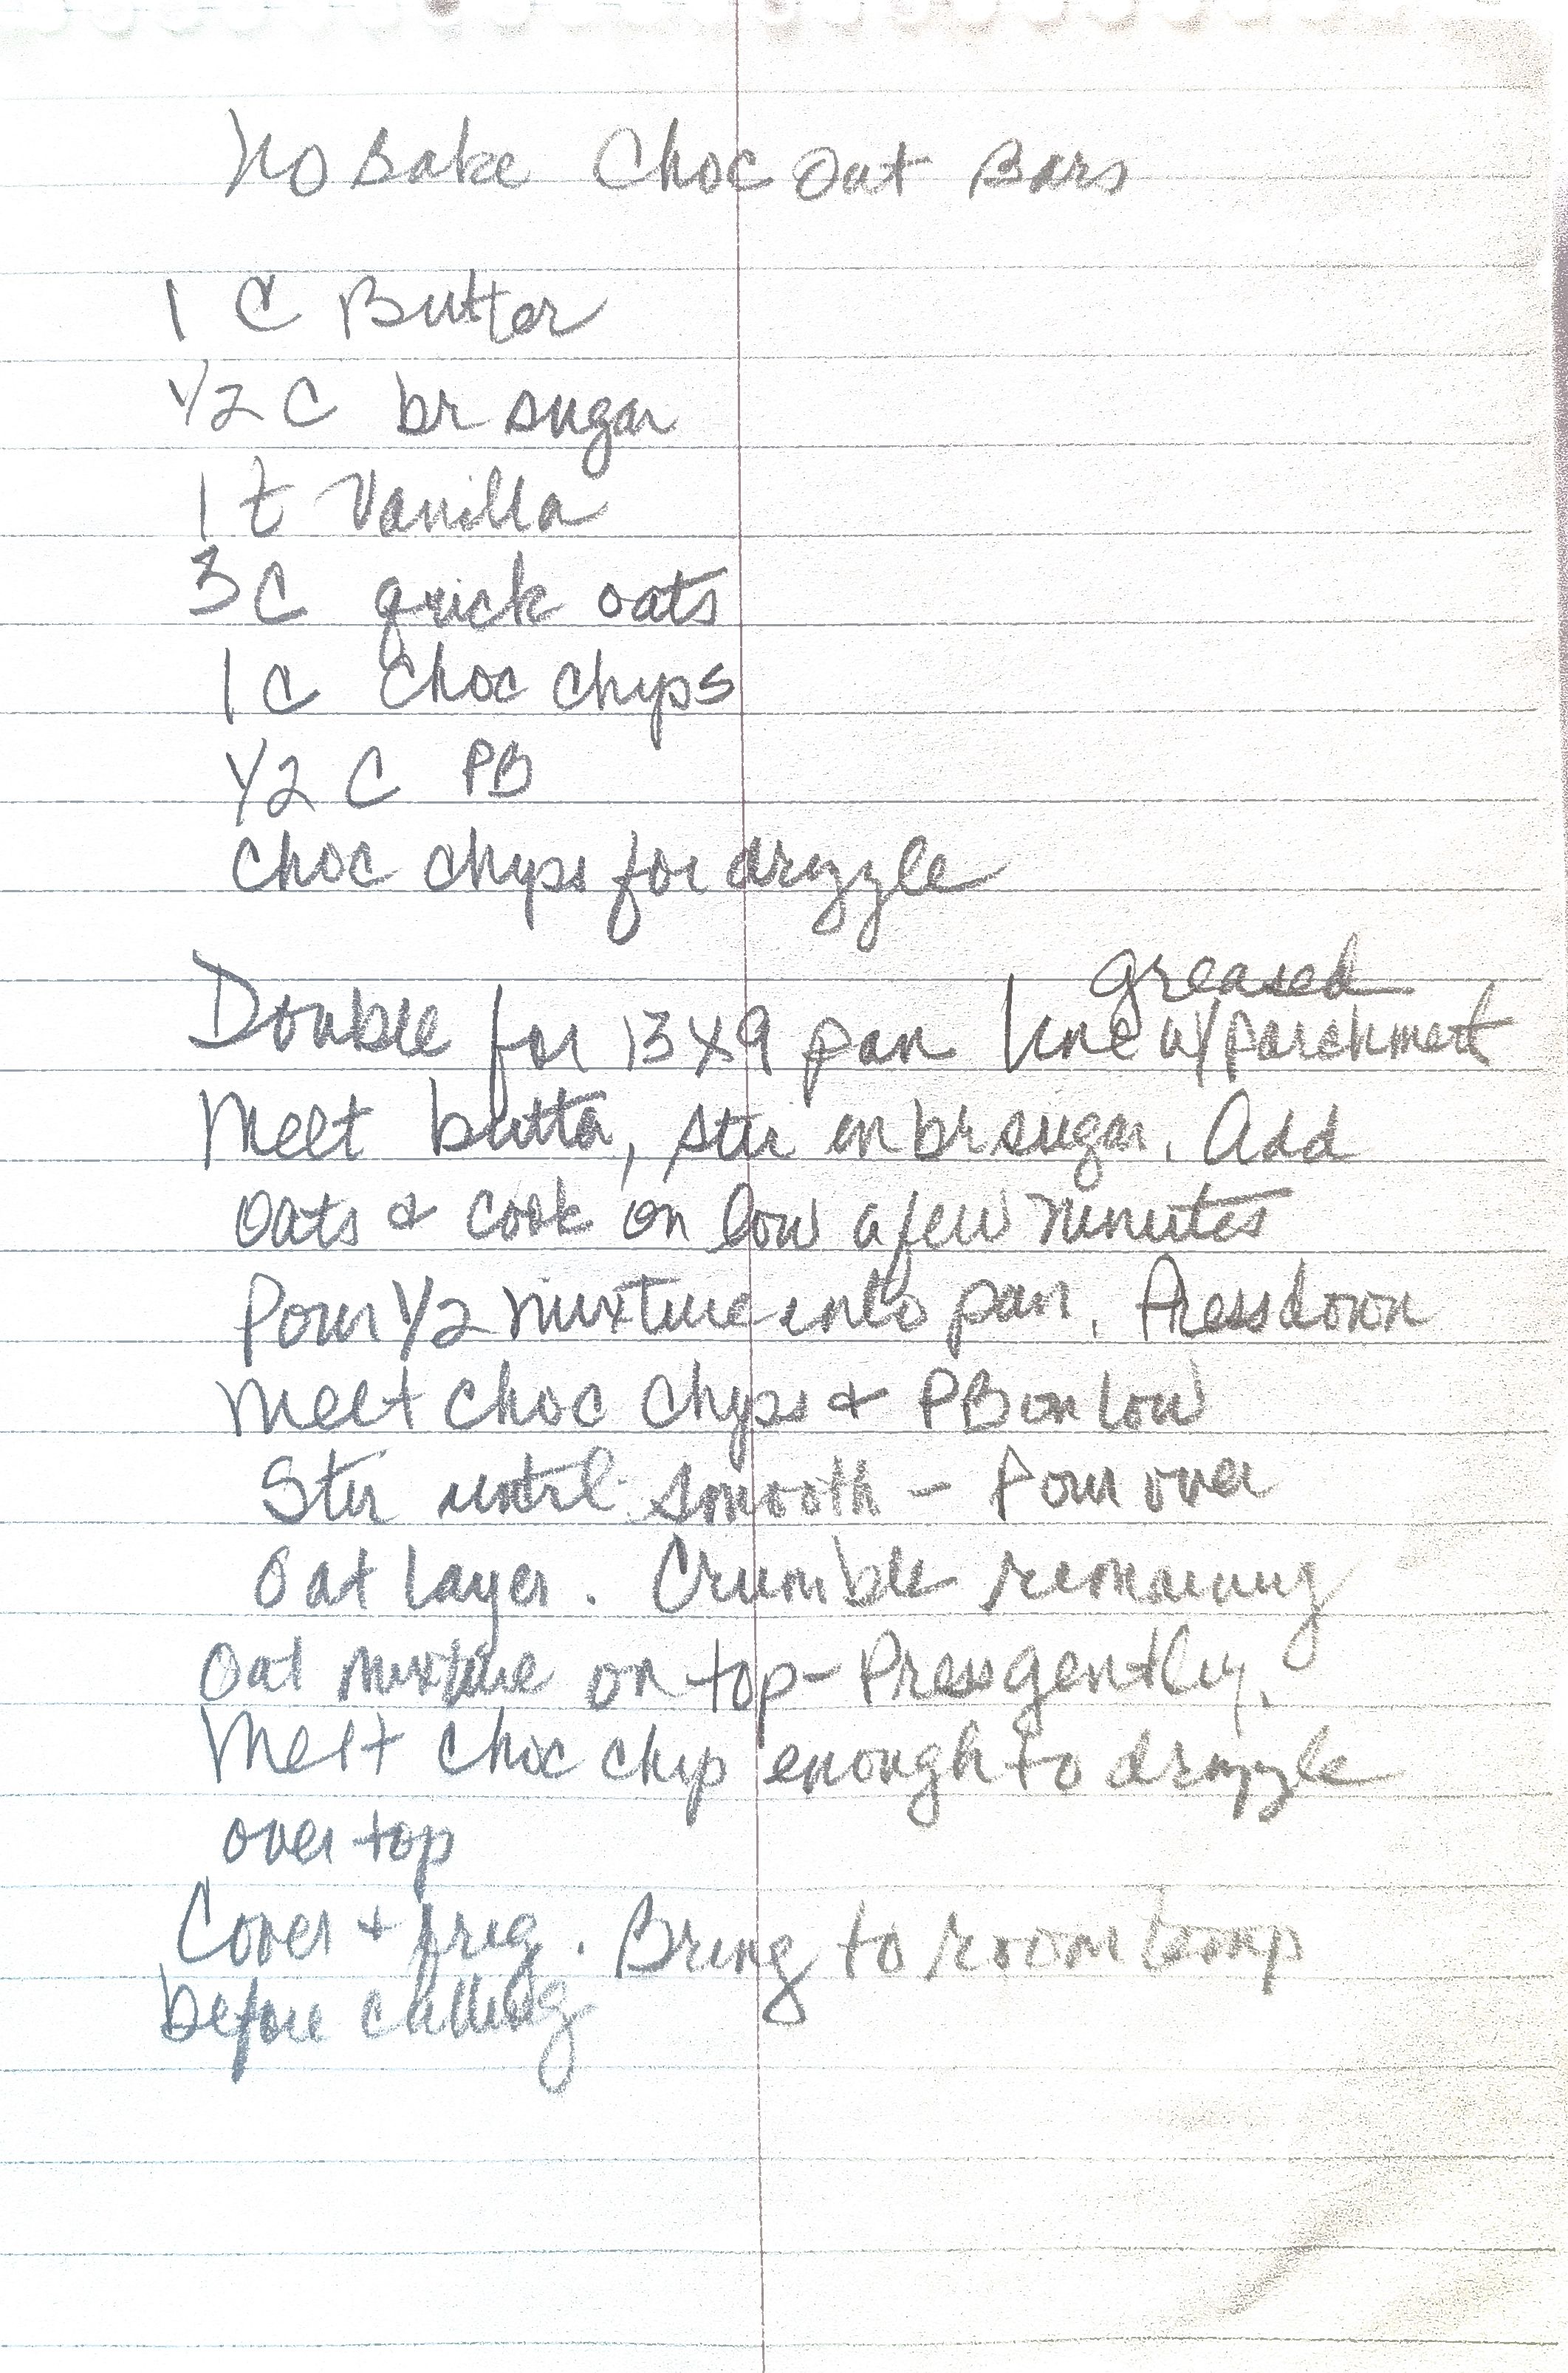 No Bake Choc Oat Bars
1 C Butter
1/2 C br sugar
1 t Vanilla
3 C quick oats
1 C Choc chips
1/2 C PB
Choc chips for drizzle
greased
Double for 13x9 pan line w/parchment
Melt butter, stir in br sugar. Add
Oats & cook on low a few minutes
Pour 1/2 mixture into pan. Press down
Melt choc chips & PB on low
Stir until smooth - Pour over
Oat layer. Crumble remaining
Oat mixture on top - Press gently.
Melt choc chip enough to drizzle
over top
Cover + frig. Bring to room temp
before cutting